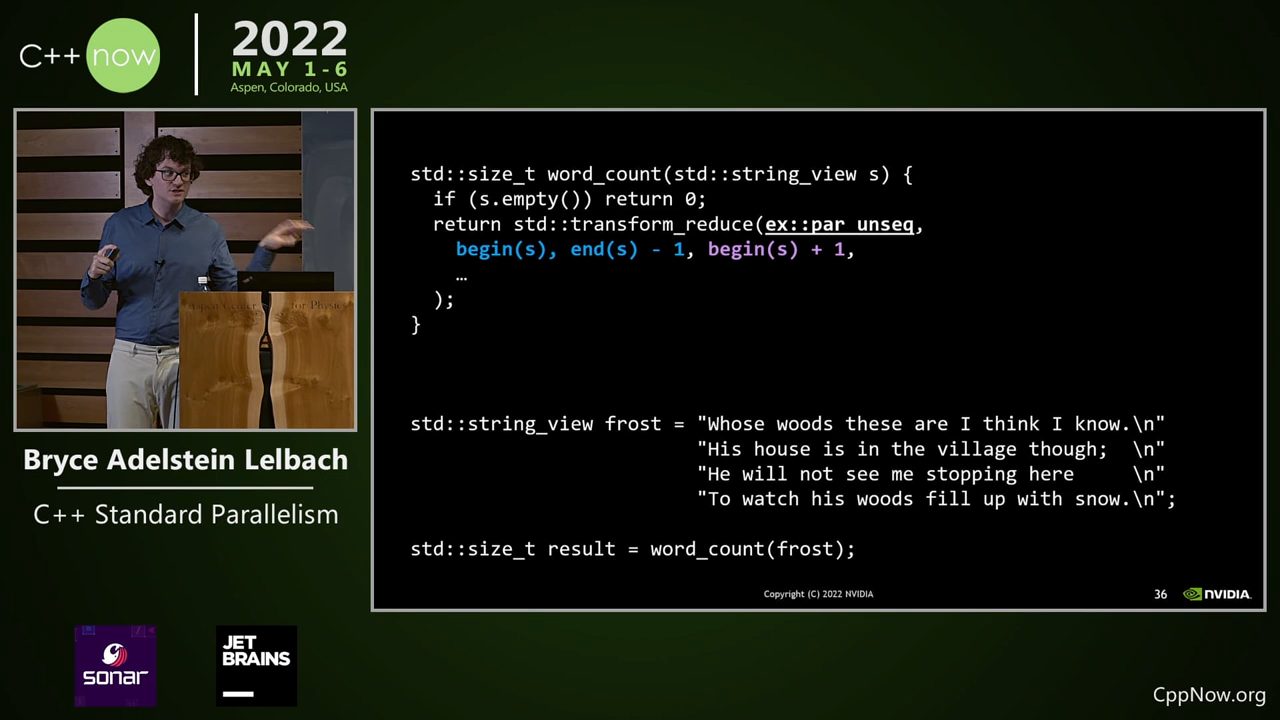 C++ now
2022
MAY 1-6
Aspen, Colorado, USA
Aspen Center for Physics
Bryce Adelstein Lelbach
C++ Standard Parallelism
std::size_t word_count(std::string_view s) {
  if (s.empty()) return 0;
  return std::transform_reduce(ex::par_unseq,
    begin(s), end(s) - 1, begin(s) + 1,
    …
  );
}
std::string_view frost = "Whose woods these are I think I know.\n"
                         "His house is in the village though;  \n"
                         "He will not see me stopping here     \n"
                         "To watch his woods fill up with snow.\n";
std::size_t result = word_count(frost);
Copyright (C) 2022 NVIDIA
36
NVIDIA.
sonar
JET
BRAINS
CppNow.org